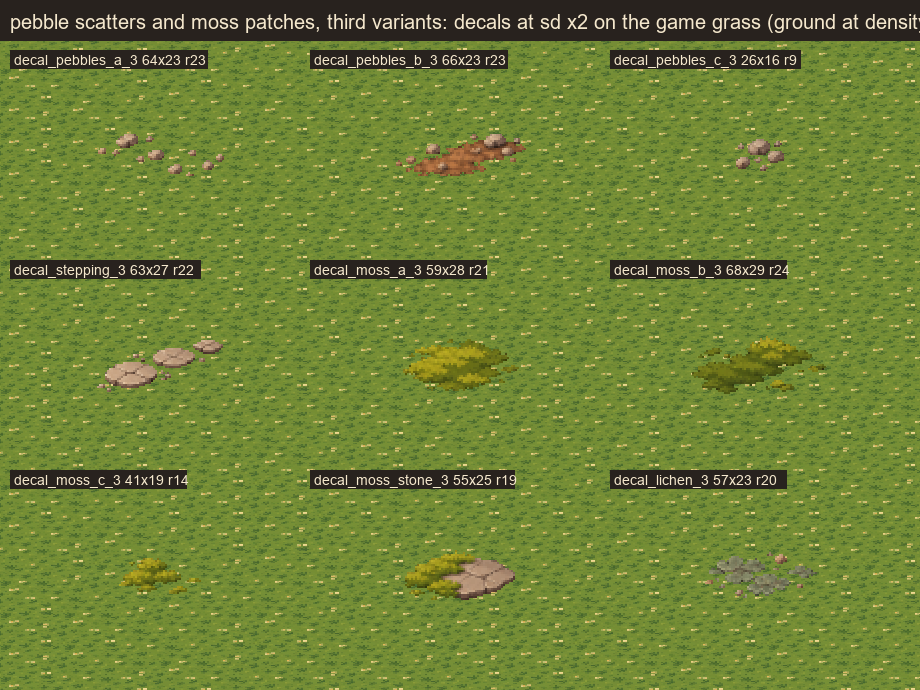 pebble scatters and moss patches, third variants: decals at sd x2 on the game grass (ground at density
decal_pebbles_a_3 64x23 r23
decal_pebbles_b_3 66x23 r23
decal_pebbles_c_3 26x16 r9
decal_stepping_3 63x27 r22
decal_moss_a_3 59x28 r21
decal_moss_b_3 68x29 r24
decal_moss_c_3 41x19 r14
decal_moss_stone_3 55x25 r19
decal_lichen_3 57x23 r20